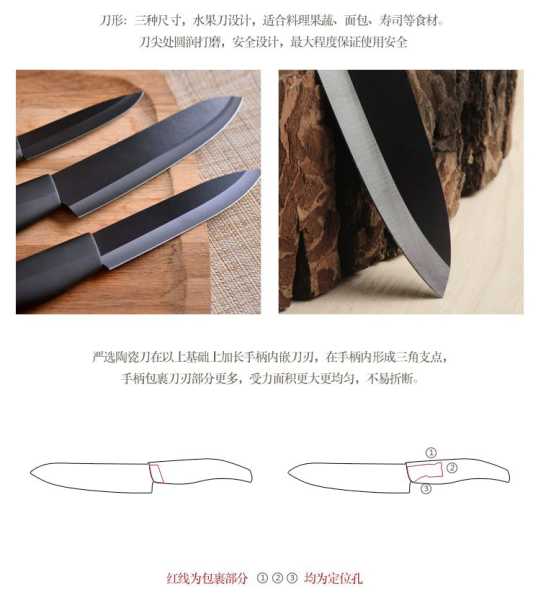 刀形：三种尺寸，水果刀设计，适合料理果蔬、面包、寿司等食材。
刀尖处圆润打磨，安全设计，最大程度保证使用安全
严选陶瓷刀在以上基础上加长手柄内嵌刀刃，在手柄内形成三角支点，
手柄包裹刀刃部分更多，受力面积更大更均匀，不易折断。
①
②
③
红线为包裹部分 ① ② ③ 均为定位孔